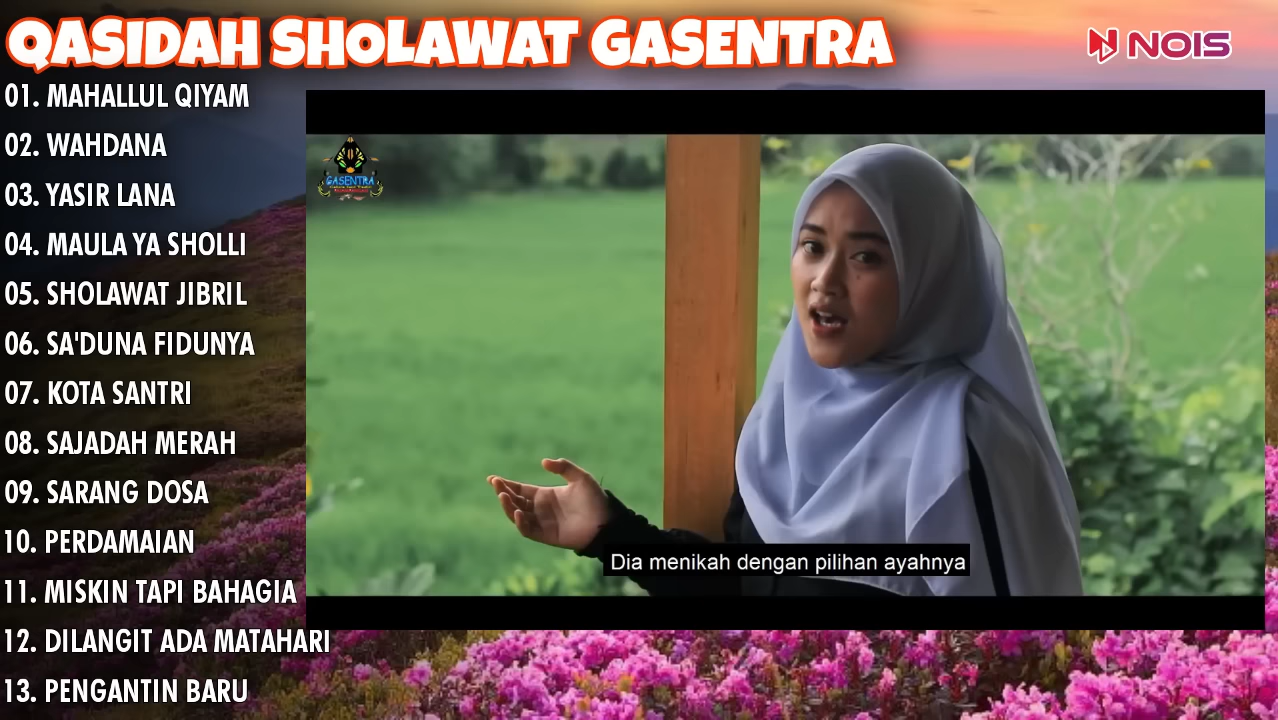 QASIDAH SHOLAWAT GASENTRA
NOIS
01. MAHALLUL QIYAM
02. WAHDANA
03. YASIR LANA
04. MAULA YA SHOLLI
05. SHOLAWAT JIBRIL
06. SA'DUNA FIDUNYA
07. KOTA SANTRI
08. SAJADAH MERAH
09. SARANG DOSA
10. PERDAMAIAN
11. MISKIN TAPI BAHAGIA
12. DILANGIT ADA MATAHARI
13. PENGANTIN BARU
GASENTRA
Dia menikah dengan pilihan ayahnya